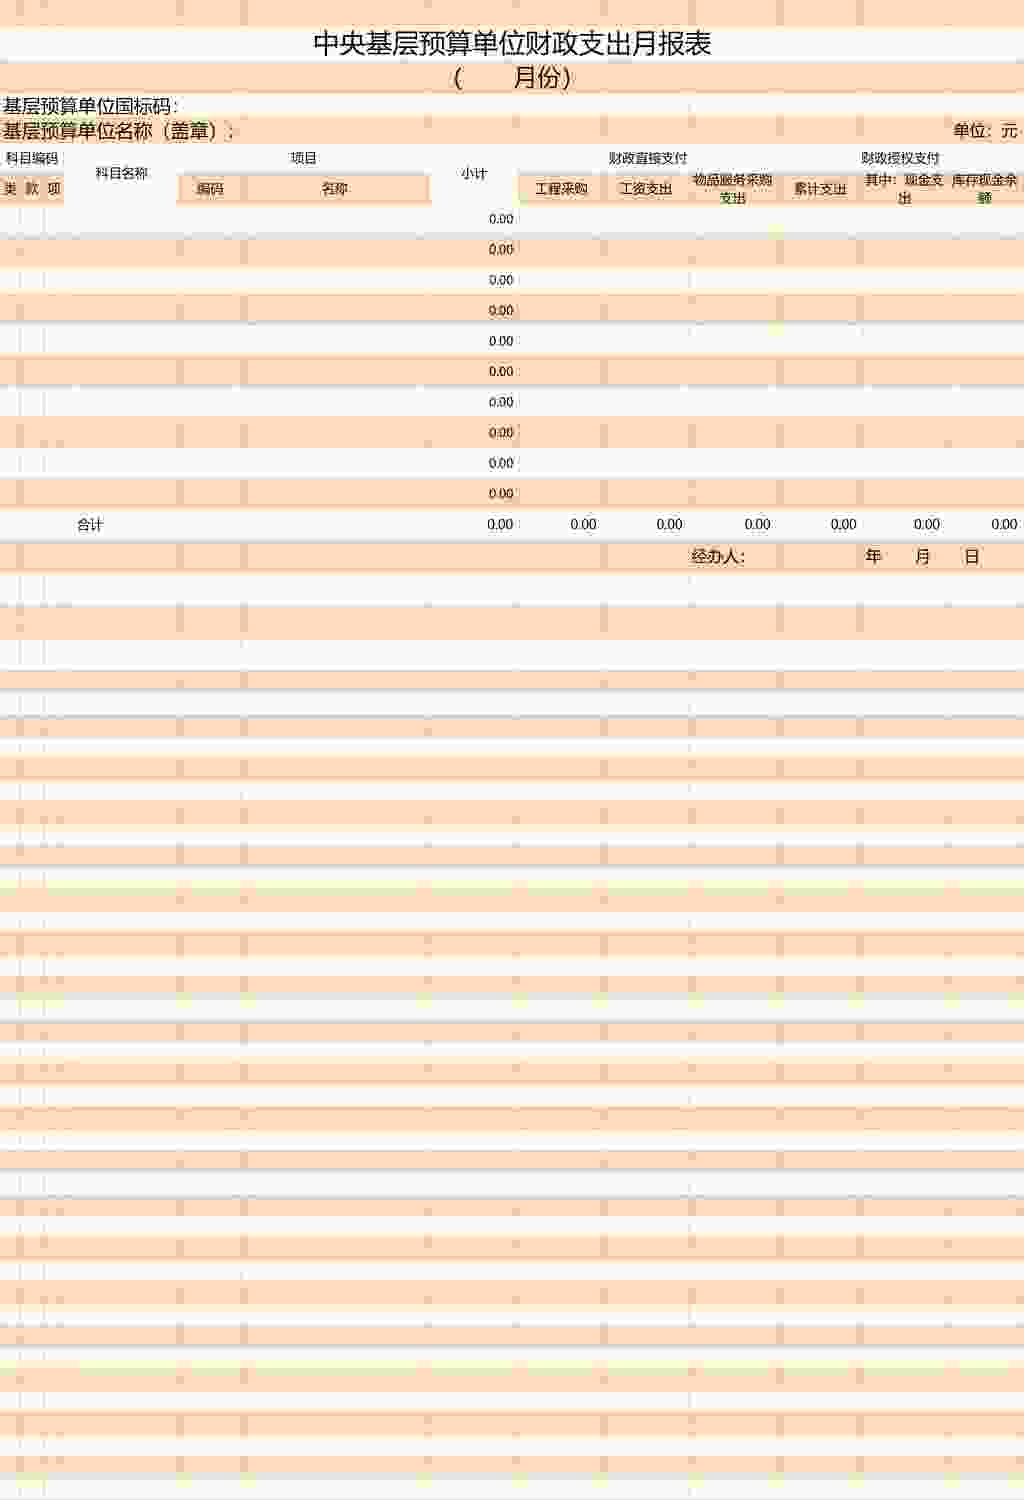 中央基层预算单位财政支出月报表
（　　月份）
基层预算单位国标码：
基层预算单位名称（盖章）： 单位：元
科目编码 科目名称 项目 小计 财政直接支付 财政授权支付
类 款 项 编码 名称 工程采购 工资支出 物品服务采购支出 累计支出 其中：现金支出 库存现金余额
0.00
0.00
0.00
0.00
0.00
0.00
0.00
0.00
0.00
0.00
合计 0.00 0.00 0.00 0.00 0.00 0.00 0.00
经办人： 年 月 日